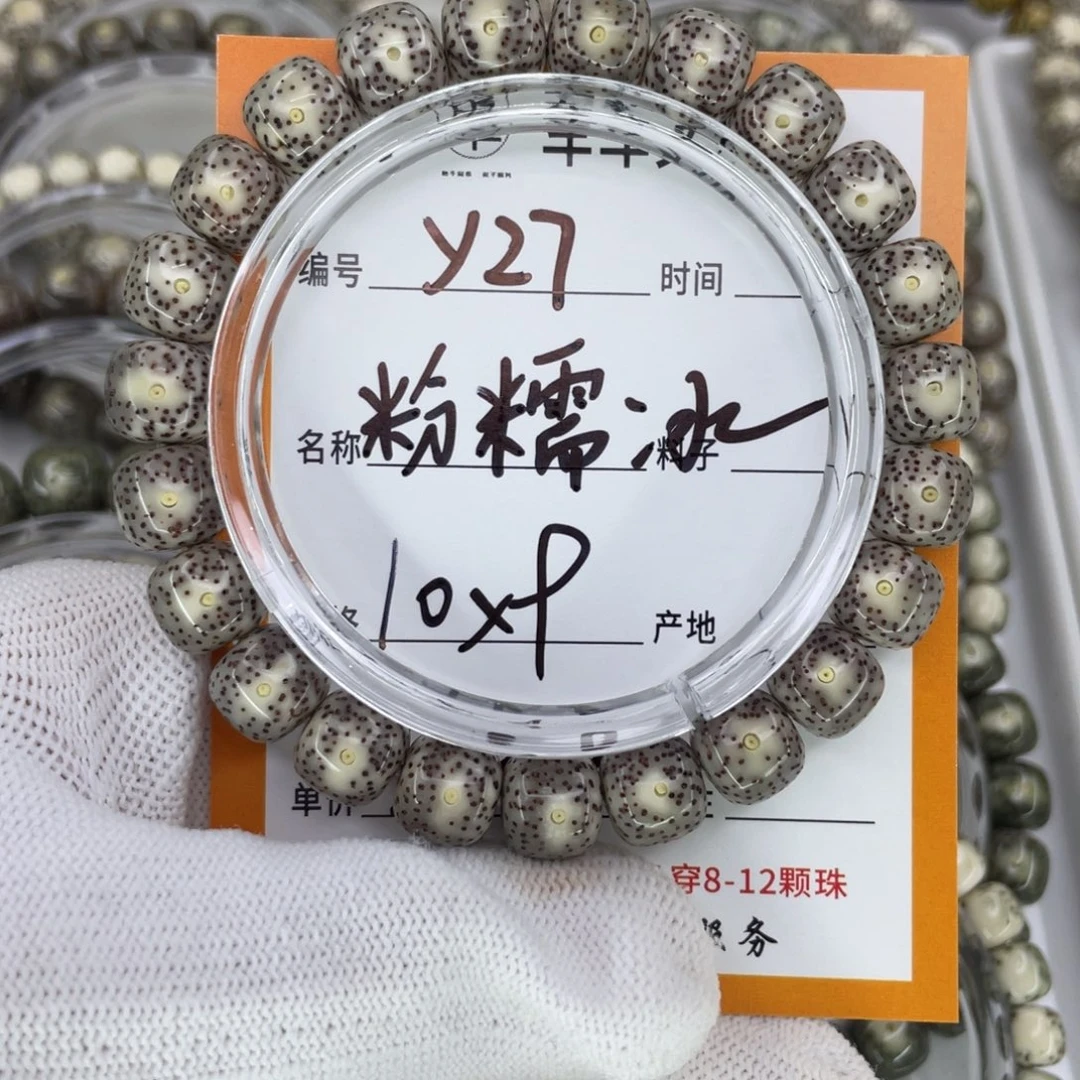 编号 Y27 时间
名称 粉糯冰 料子
10x9 产地
单价
穿8-12颗珠
服务